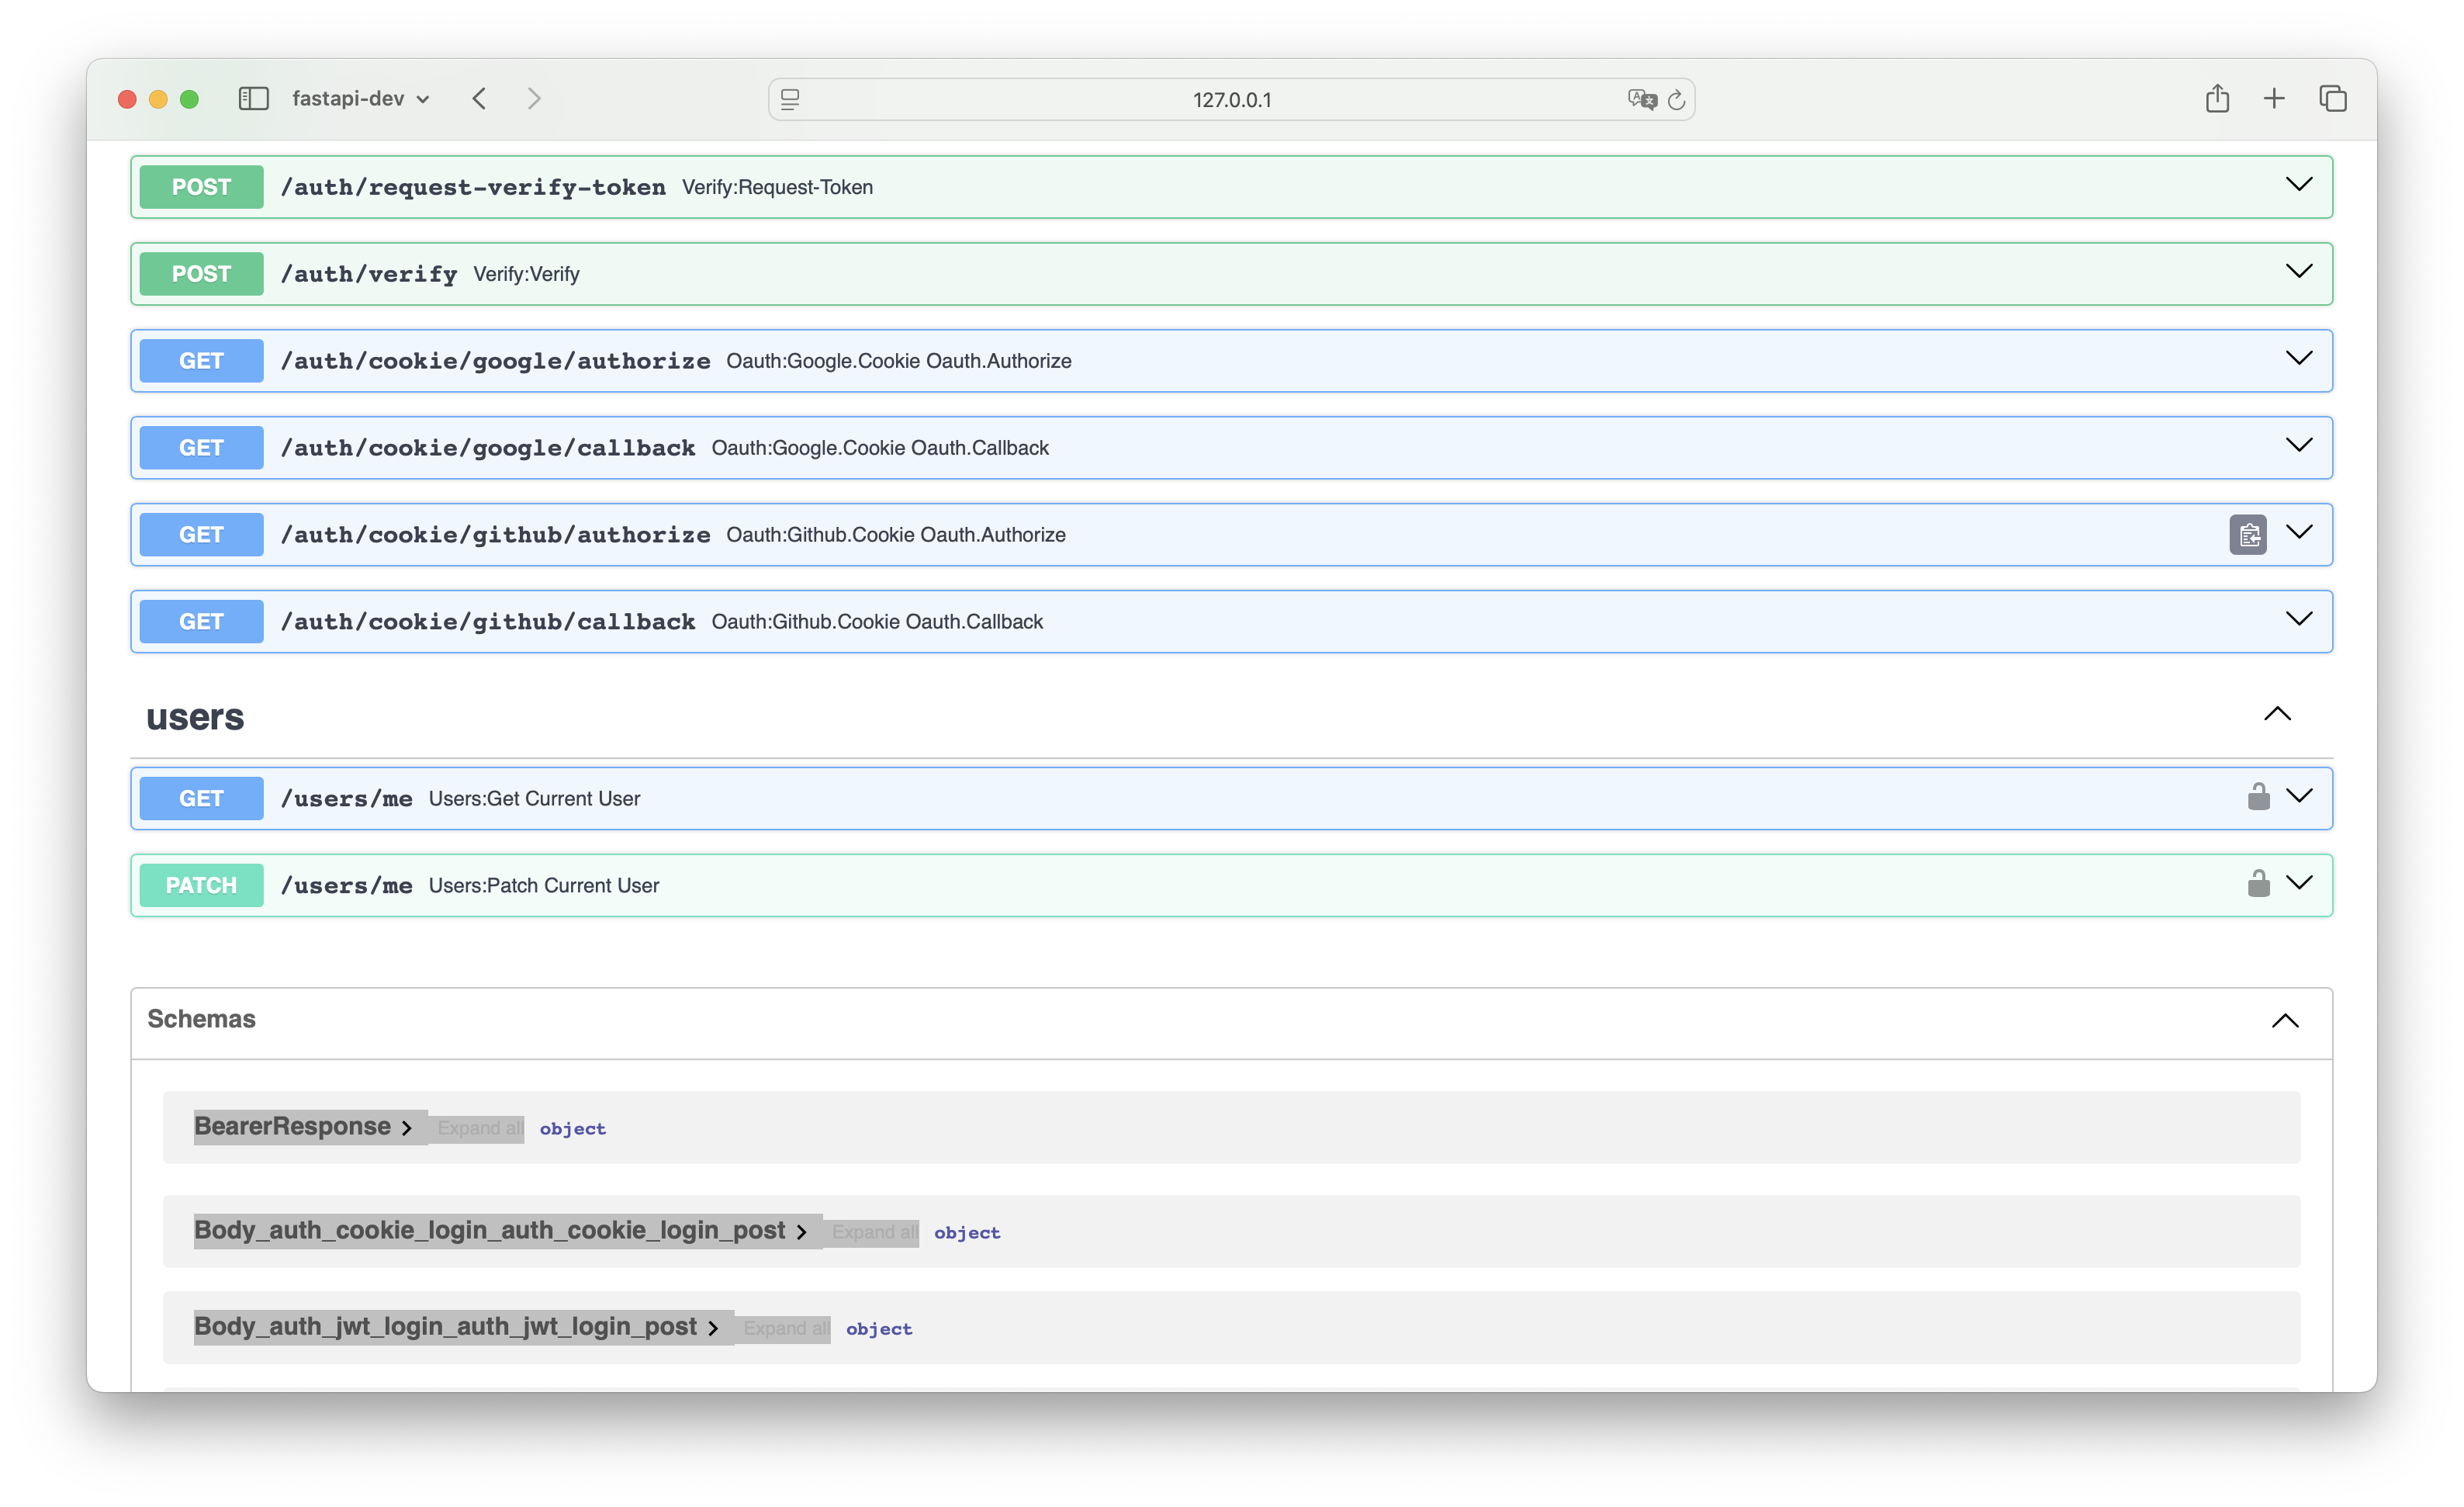 fastapi-dev
127.0.0.1
POST /auth/request-verify-token Verify:Request-Token
POST /auth/verify Verify:Verify
GET /auth/cookie/google/authorize Oauth:Google.Cookie Oauth.Authorize
GET /auth/cookie/google/callback Oauth:Google.Cookie Oauth.Callback
GET /auth/cookie/github/authorize Oauth:Github.Cookie Oauth.Authorize
GET /auth/cookie/github/callback Oauth:Github.Cookie Oauth.Callback
users
GET /users/me Users:Get Current User
PATCH /users/me Users:Patch Current User
Schemas
BearerResponse Expand all object
Body_auth_cookie_login_auth_cookie_login_post Expand all object
Body_auth_jwt_login_auth_jwt_login_post Expand all object